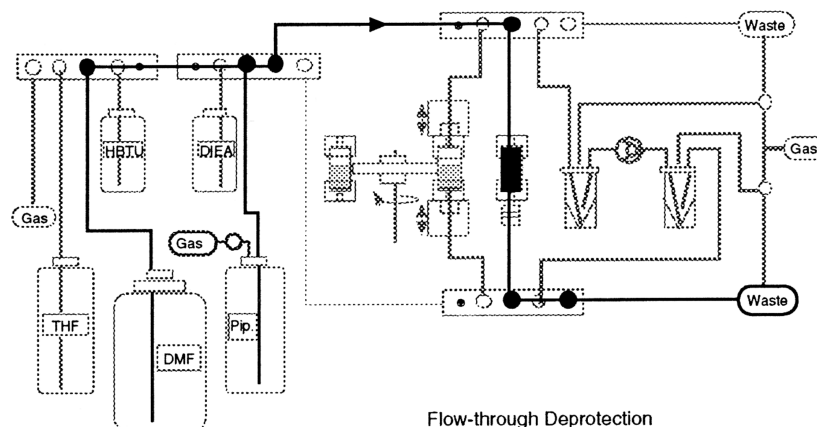 Waste
HBTU
DIEA
Gas
Gas
Gas
THF
DMF
Pip.
Waste
Flow-through Deprotection